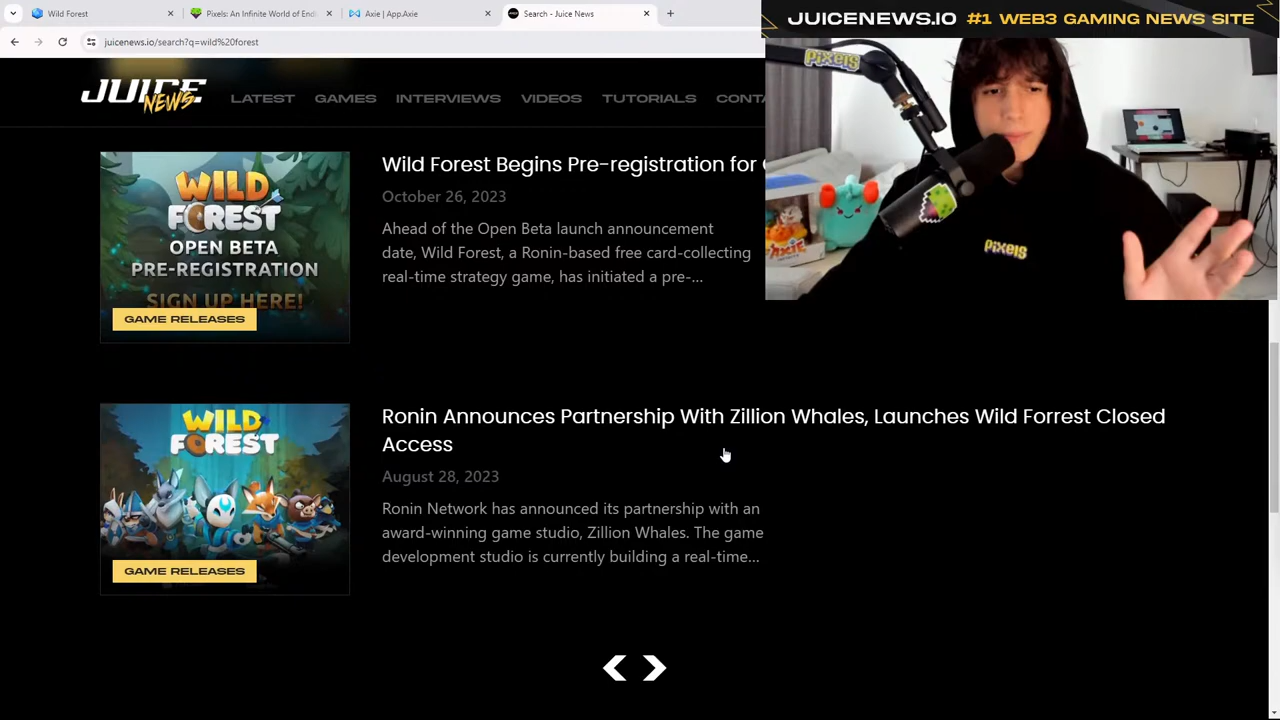 Wild Forest
Pixels: An Infinite World of End
Axie | App.Axie
Search - Juice News
juicenews.io/search?q=wild%20forest
JUICENEWS.IO #1 WEB3 GAMING NEWS SITE
JUICE NEWS
LATEST GAMES INTERVIEWS VIDEOS TUTORIALS CONTA
PIXELS
PIXELS
AXIE
WILD FOREST
OPEN BETA
PRE-REGISTRATION
SIGN UP HERE!
GAME RELEASES
Wild Forest Begins Pre-registration for
October 26, 2023
Ahead of the Open Beta launch announcement
date, Wild Forest, a Ronin-based free card-collecting
real-time strategy game, has initiated a pre-...
WILD FOREST
GAME RELEASES
Ronin Announces Partnership With Zillion Whales, Launches Wild Forrest Closed
Access
August 28, 2023
Ronin Network has announced its partnership with an
award-winning game studio, Zillion Whales. The game
development studio is currently building a real-time...